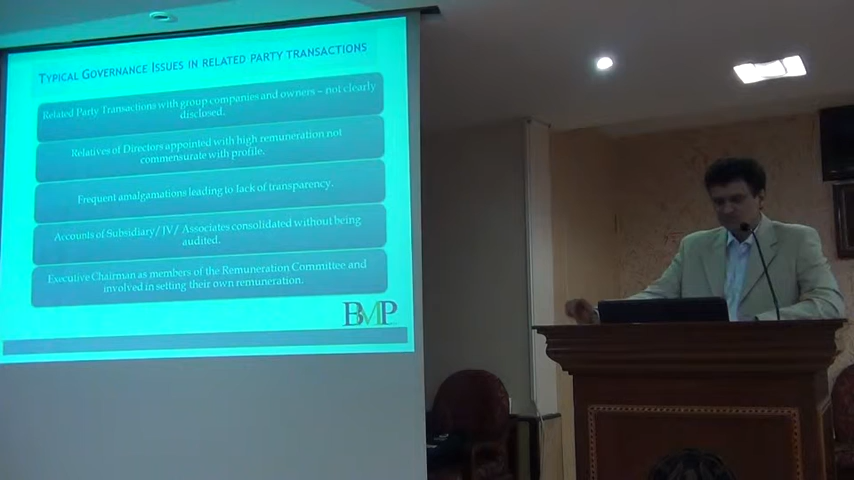 TYPICAL GOVERNANCE ISSUES IN RELATED PARTY TRANSACTIONS
Related Party Transactions with group companies and owners – not clearly
disclosed.
Relatives of Directors appointed with high remuneration not
commensurate with profile.
Frequent amalgamations leading to lack of transparency.
Accounts of Subsidiary/ JV/ Associates consolidated without being
audited.
Executive Chairman as members of the Remuneration Committee and
involved in setting their own remuneration.
BMP